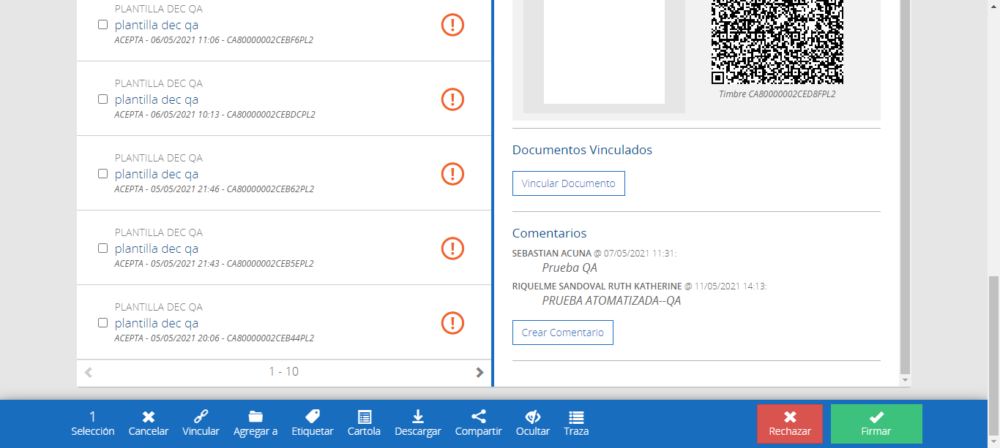 PLANTILLA DEC QA
plantilla dec qa
ACEPTA - 06/05/2021 11:06 - CA80000002CEBF6PL2
PLANTILLA DEC QA
plantilla dec qa
ACEPTA - 06/05/2021 10:13 - CA80000002CEBDCPL2
PLANTILLA DEC QA
plantilla dec qa
ACEPTA - 05/05/2021 21:46 - CA80000002CEB62PL2
PLANTILLA DEC QA
plantilla dec qa
ACEPTA - 05/05/2021 21:43 - CA80000002CEB5EPL2
PLANTILLA DEC QA
plantilla dec qa
ACEPTA - 05/05/2021 20:06 - CA80000002CEB44PL2
1 - 10
Timbre CA80000002CED8FPL2
Documentos Vinculados
Vincular Documento
Comentarios
SEBASTIAN ACUNA @ 07/05/2021 11:31:
Prueba QA
RIQUELME SANDOVAL RUTH KATHERINE @ 11/05/2021 14:13:
PRUEBA ATOMATIZADA--QA
Crear Comentario
1
Selección
Cancelar
Vincular
Agregar a
Etiquetar
Cartola
Descargar
Compartir
Ocultar
Traza
Rechazar
Firmar